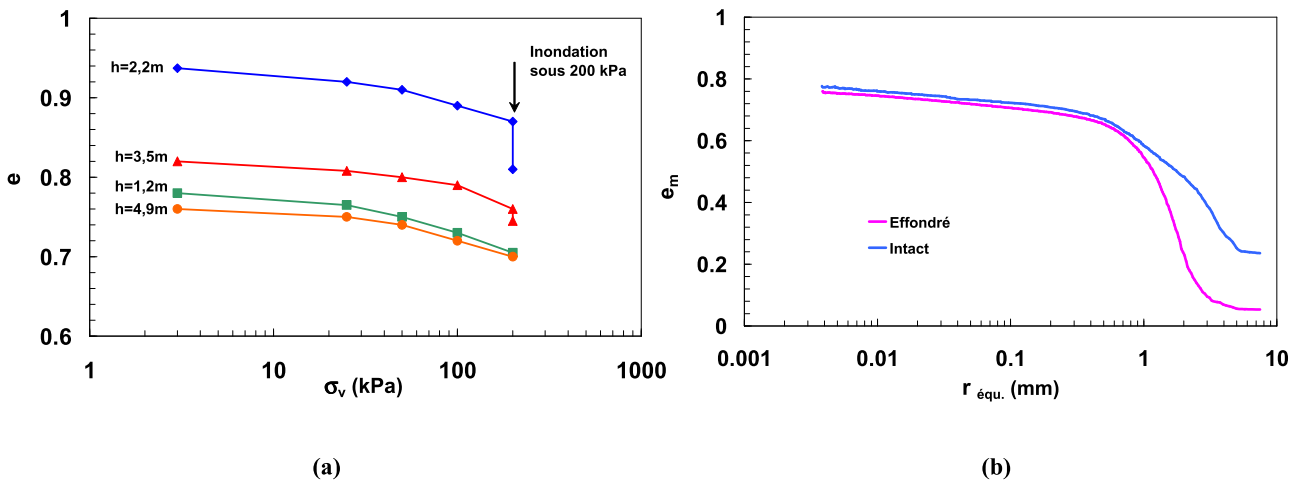 1
0.9
0.8
0.7
0.6
e
h=2,2m
h=3,5m
h=1,2m
h=4,9m
Inondation
sous 200 kPa
1
10
100
1000
σv (kPa)
(a)
1
0.8
0.6
0.4
0.2
0
em
Effondré
Intact
0.001
0.01
0.1
1
10
r équ. (mm)
(b)